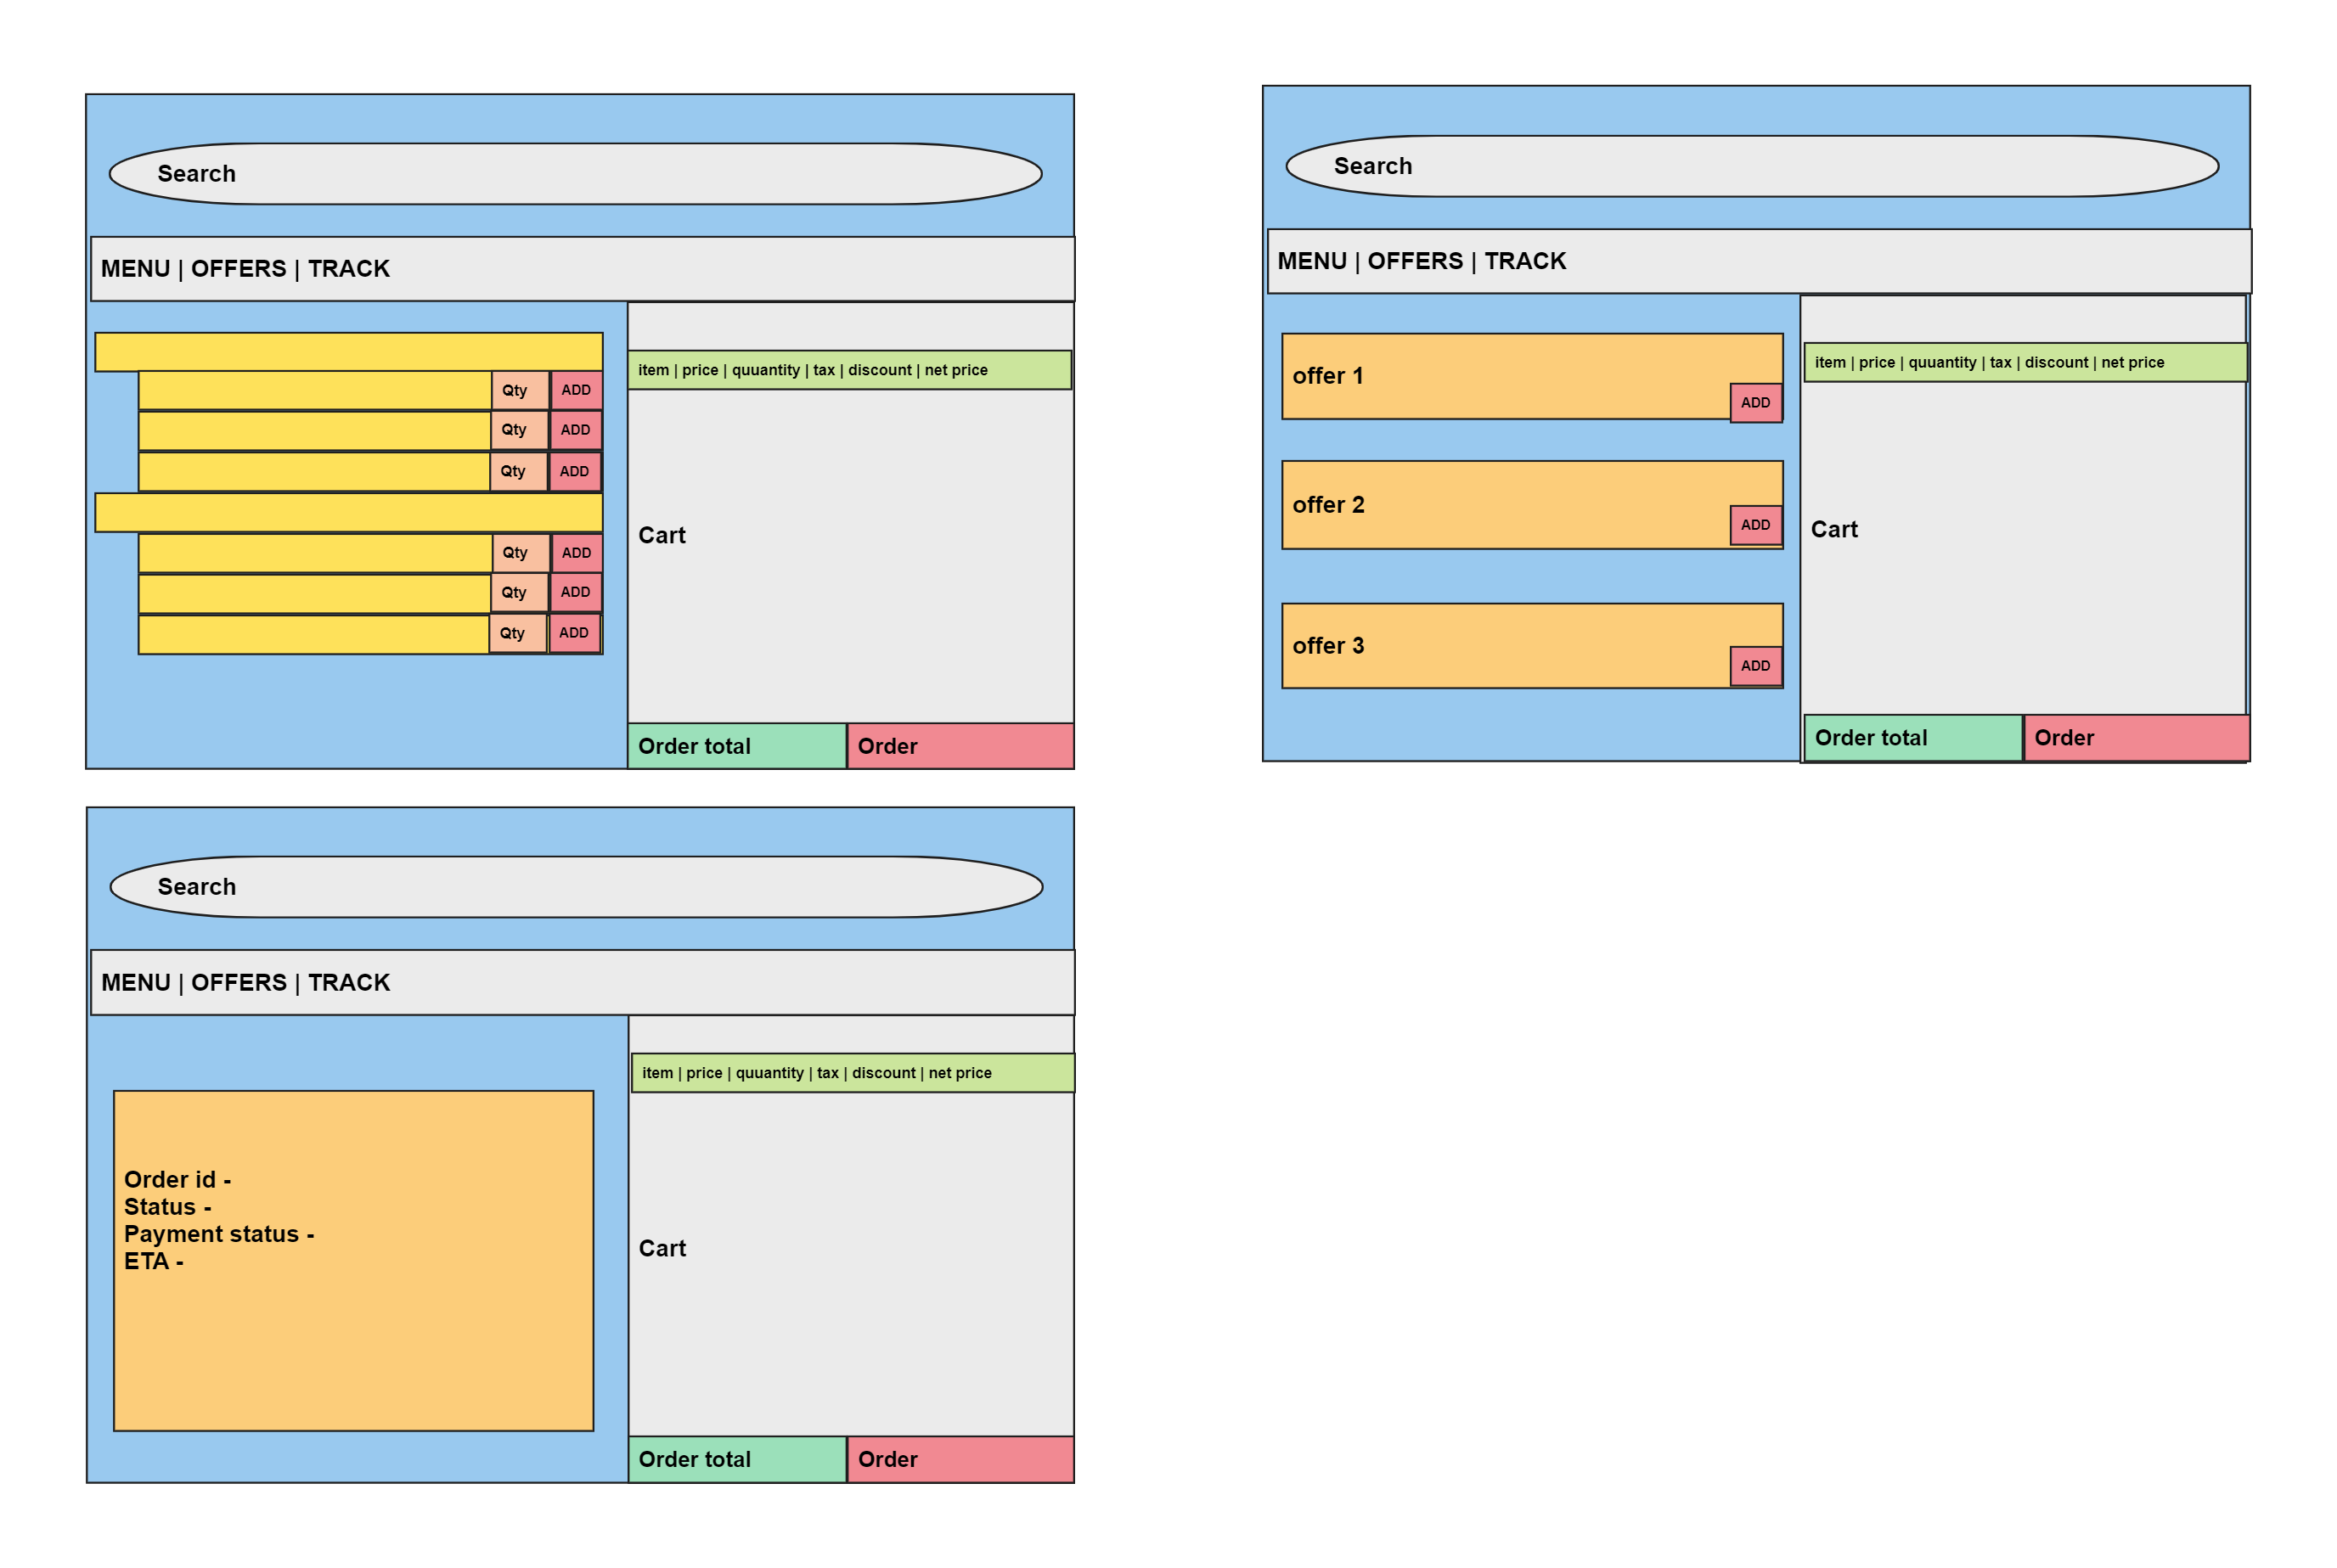 Search
MENU | OFFERS | TRACK
item | price | quuantity | tax | discount | net price
Qty ADD
Qty ADD
Qty ADD
Qty ADD
Qty ADD
Qty ADD
Cart
Order total
Order
Search
MENU | OFFERS | TRACK
offer 1
ADD
offer 2
ADD
offer 3
ADD
item | price | quuantity | tax | discount | net price
Cart
Order total
Order
Search
MENU | OFFERS | TRACK
Order id -
Status -
Payment status -
ETA -
item | price | quuantity | tax | discount | net price
Cart
Order total
Order